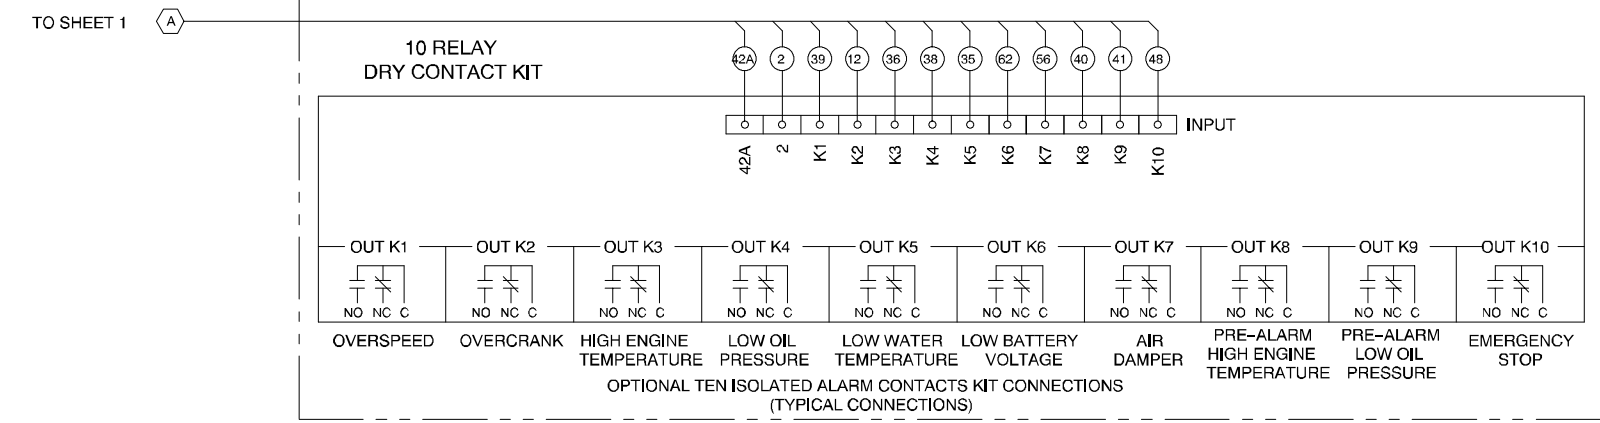 TO SHEET 1
A
10 RELAY
DRY CONTACT KIT
42A 2 39 12 36 38 35 62 56 40 41 48
INPUT
42A 2 K1 K2 K3 K4 K5 K6 K7 K8 K9 K10
OUT K1 OUT K2 OUT K3 OUT K4 OUT K5 OUT K6 OUT K7 OUT K8 OUT K9 OUT K10
NO NC C NO NC C NO NC C NO NC C NO NC C NO NC C NO NC C NO NC C NO NC C NO NC C
OVERSPEED
OVERCRANK
HIGH ENGINE
TEMPERATURE
LOW OIL
PRESSURE
LOW WATER
TEMPERATURE
LOW BATTERY
VOLTAGE
AIR
DAMPER
PRE-ALARM
HIGH ENGINE
TEMPERATURE
PRE-ALARM
LOW OIL
PRESSURE
EMERGENCY
STOP
OPTIONAL TEN ISOLATED ALARM CONTACTS KIT CONNECTIONS
(TYPICAL CONNECTIONS)